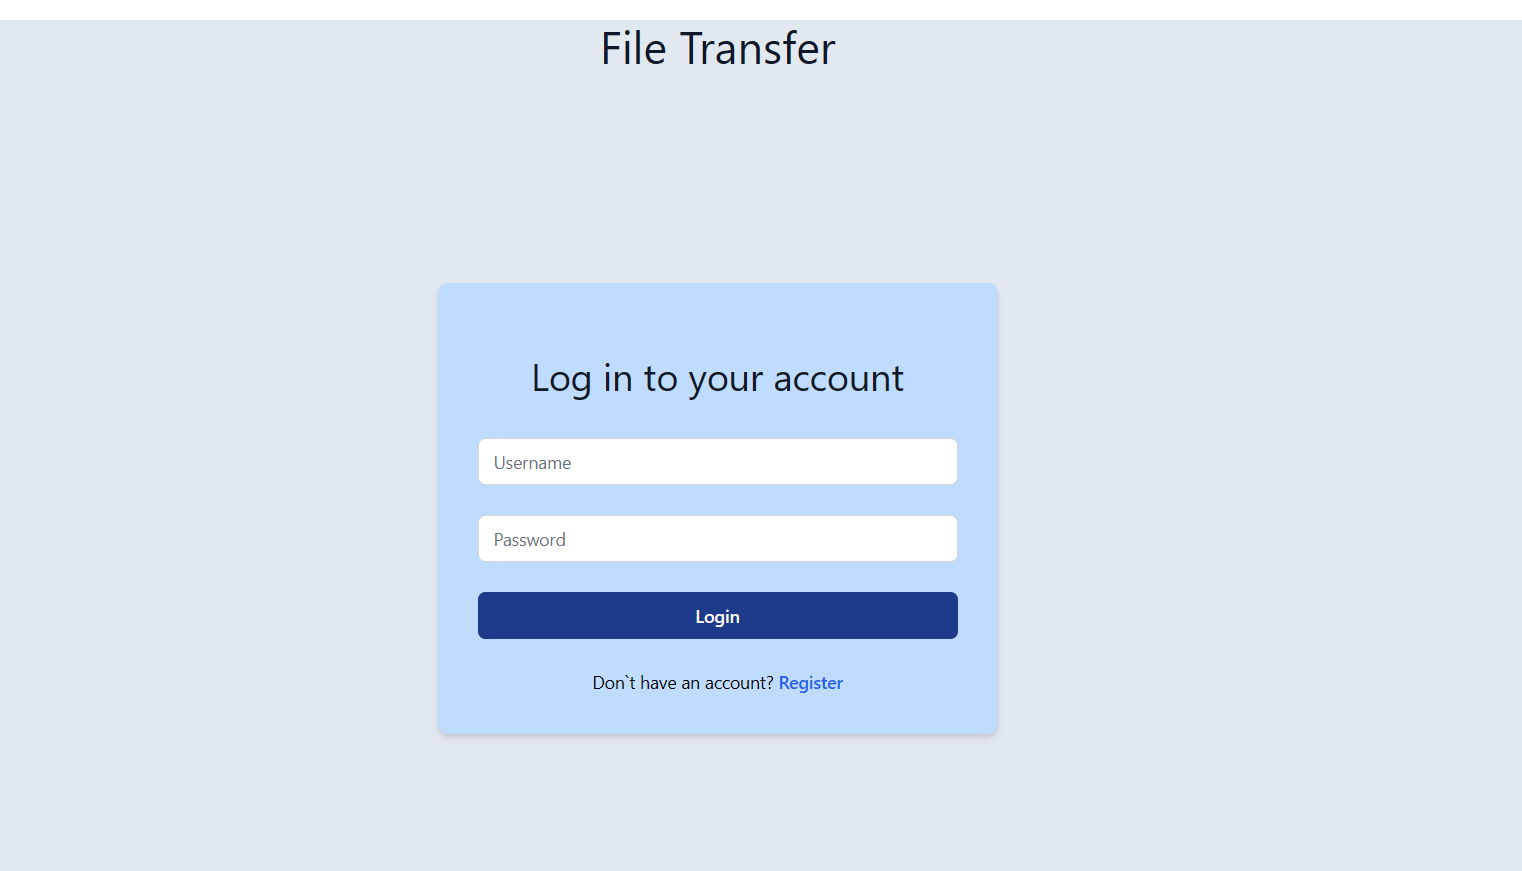 File Transfer
Log in to your account
Username
Password
Login
Don`t have an account? Register